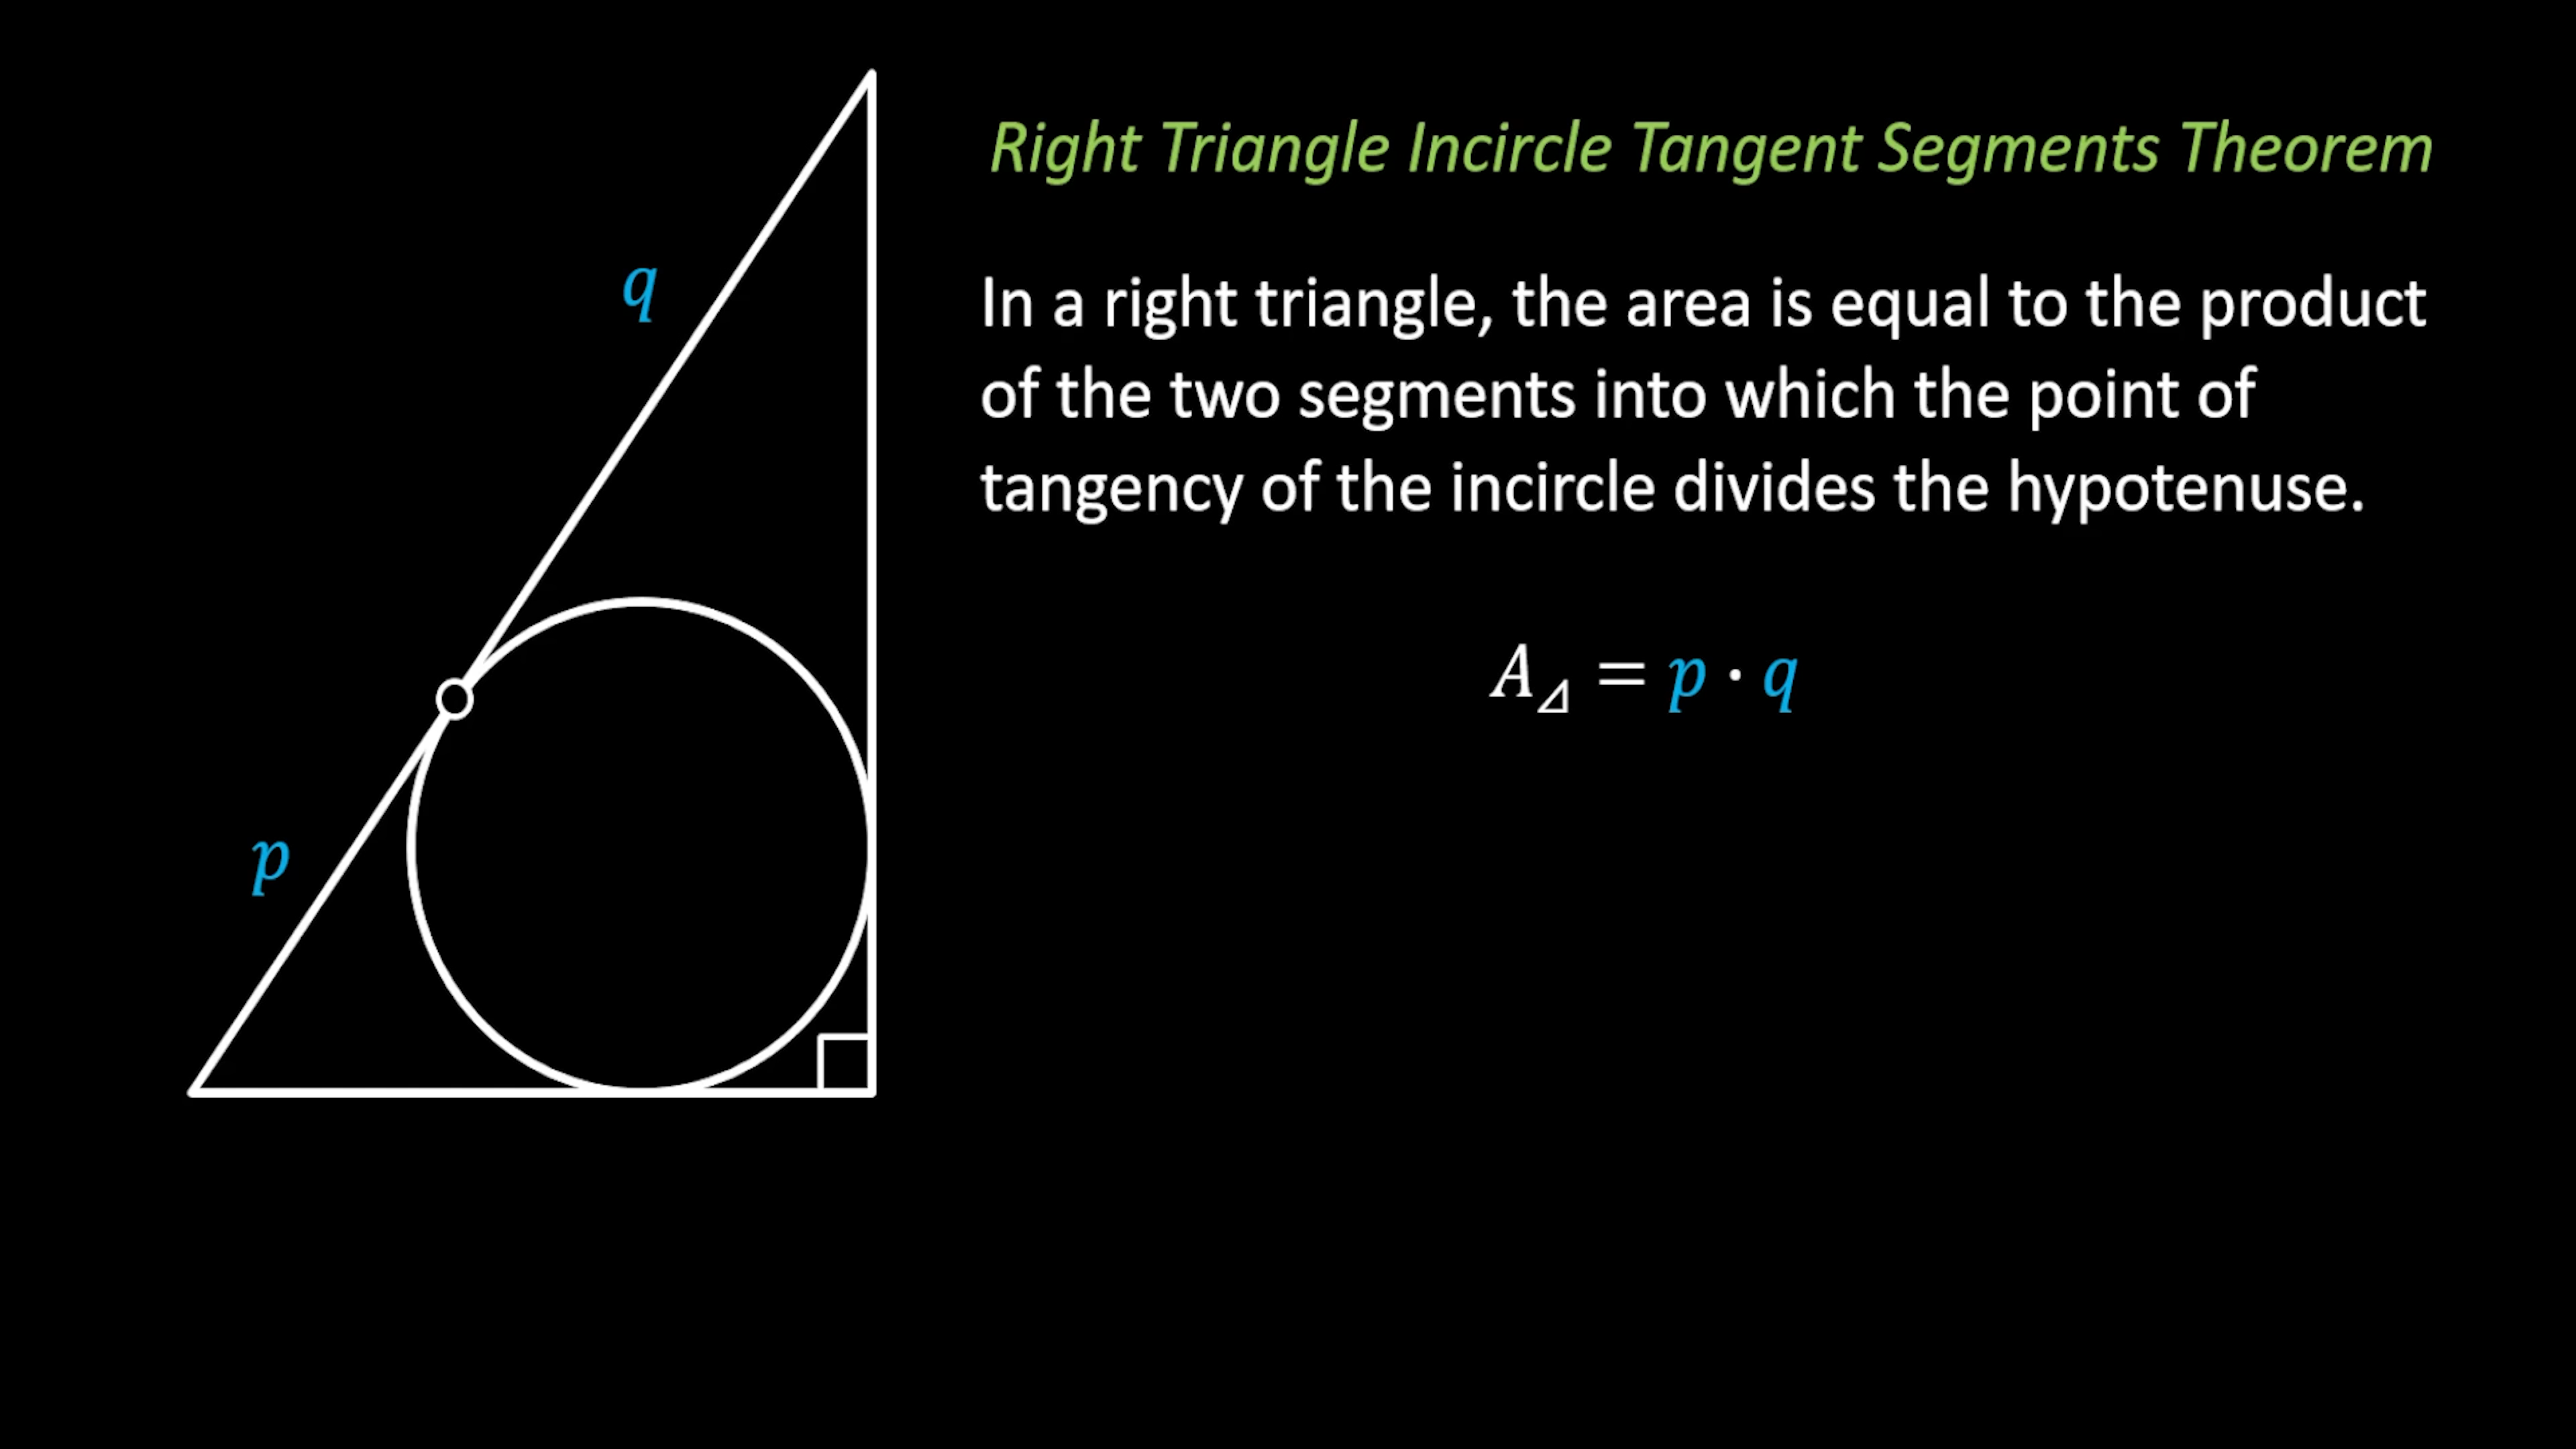 Right Triangle Incircle Tangent Segments Theorem
In a right triangle, the area is equal to the product
of the two segments into which the point of
tangency of the incircle divides the hypotenuse.
q
A⊿ = p · q
p